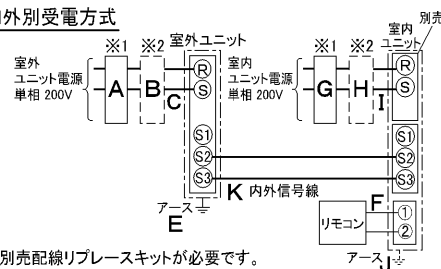 外別受電方式
別売
※1 ※2 室外ユニット ※1 ※2 室内ユニット
室外
ユニット電源
単相 200V
A B C R S
室内
ユニット電源
単相 200V
G H I R S
S1 S1
S2 S2
S3 S3
K 内外信号線
アース
E
リモコン F ① ②
アース J
別売配線リプレースキットが必要です。